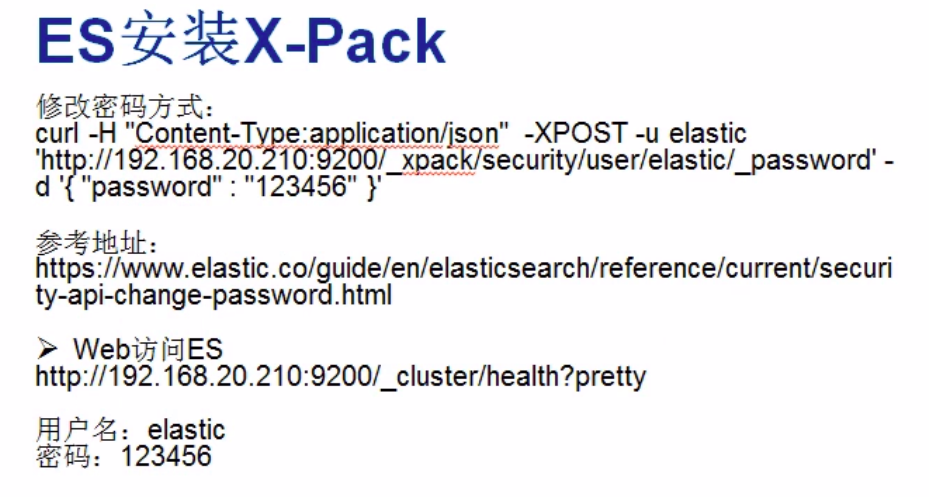 ES安装X-Pack
修改密码方式:
curl -H "Content-Type:application/json"  -XPOST -u elastic
'http://192.168.20.210:9200/_xpack/security/user/elastic/_password' -
d '{ "password" : "123456" }'
参考地址:
https://www.elastic.co/guide/en/elasticsearch/reference/current/securi
ty-api-change-password.html
➢ Web访问ES
http://192.168.20.210:9200/_cluster/health?pretty
用户名：elastic
密码：123456